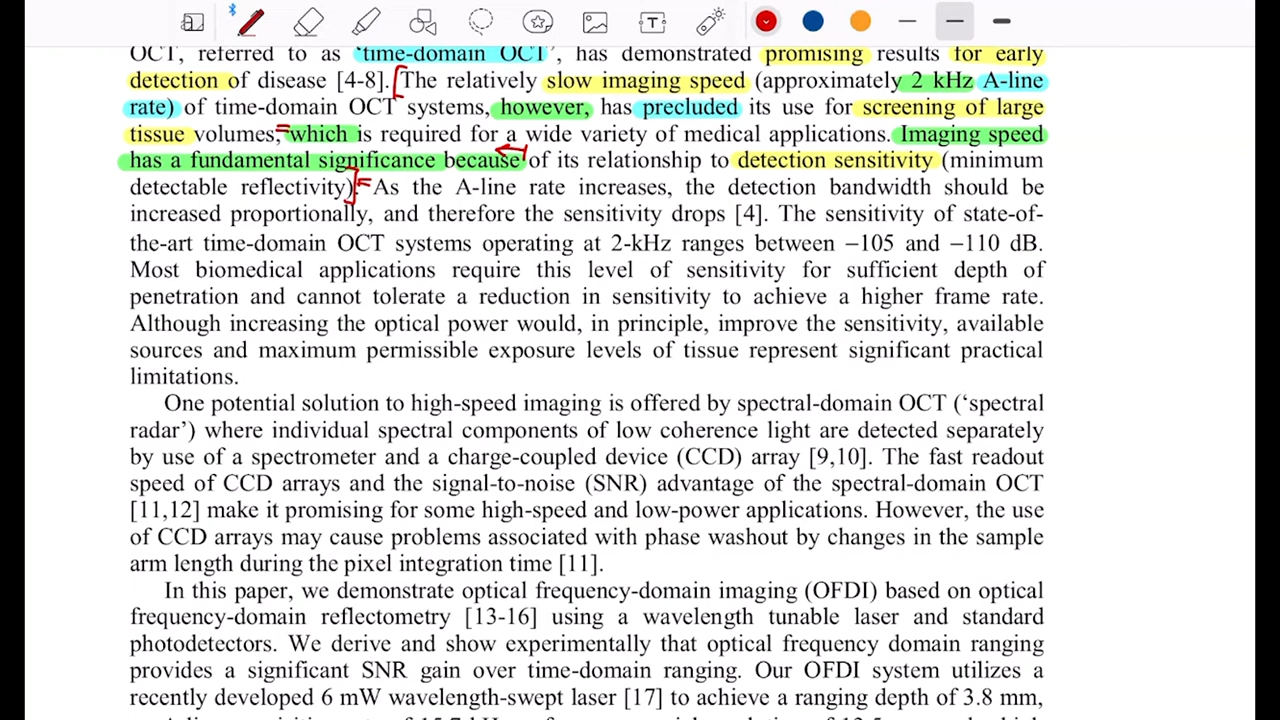 OCT, referred to as ‘time-domain OCT’, has demonstrated promising results for early
detection of disease [4-8]. The relatively slow imaging speed (approximately 2 kHz A-line
rate) of time-domain OCT systems, however, has precluded its use for screening of large
tissue volumes, which is required for a wide variety of medical applications. Imaging speed
has a fundamental significance because of its relationship to detection sensitivity (minimum
detectable reflectivity). As the A-line rate increases, the detection bandwidth should be
increased proportionally, and therefore the sensitivity drops [4]. The sensitivity of state-of-
the-art time-domain OCT systems operating at 2-kHz ranges between −105 and −110 dB.
Most biomedical applications require this level of sensitivity for sufficient depth of
penetration and cannot tolerate a reduction in sensitivity to achieve a higher frame rate.
Although increasing the optical power would, in principle, improve the sensitivity, available
sources and maximum permissible exposure levels of tissue represent significant practical
limitations.
One potential solution to high-speed imaging is offered by spectral-domain OCT (‘spectral
radar’) where individual spectral components of low coherence light are detected separately
by use of a spectrometer and a charge-coupled device (CCD) array [9,10]. The fast readout
speed of CCD arrays and the signal-to-noise (SNR) advantage of the spectral-domain OCT
[11,12] make it promising for some high-speed and low-power applications. However, the use
of CCD arrays may cause problems associated with phase washout by changes in the sample
arm length during the pixel integration time [11].
In this paper, we demonstrate optical frequency-domain imaging (OFDI) based on optical
frequency-domain reflectometry [13-16] using a wavelength tunable laser and standard
photodetectors. We derive and show experimentally that optical frequency domain ranging
provides a significant SNR gain over time-domain ranging. Our OFDI system utilizes a
recently developed 6 mW wavelength-swept laser [17] to achieve a ranging depth of 3.8 mm,